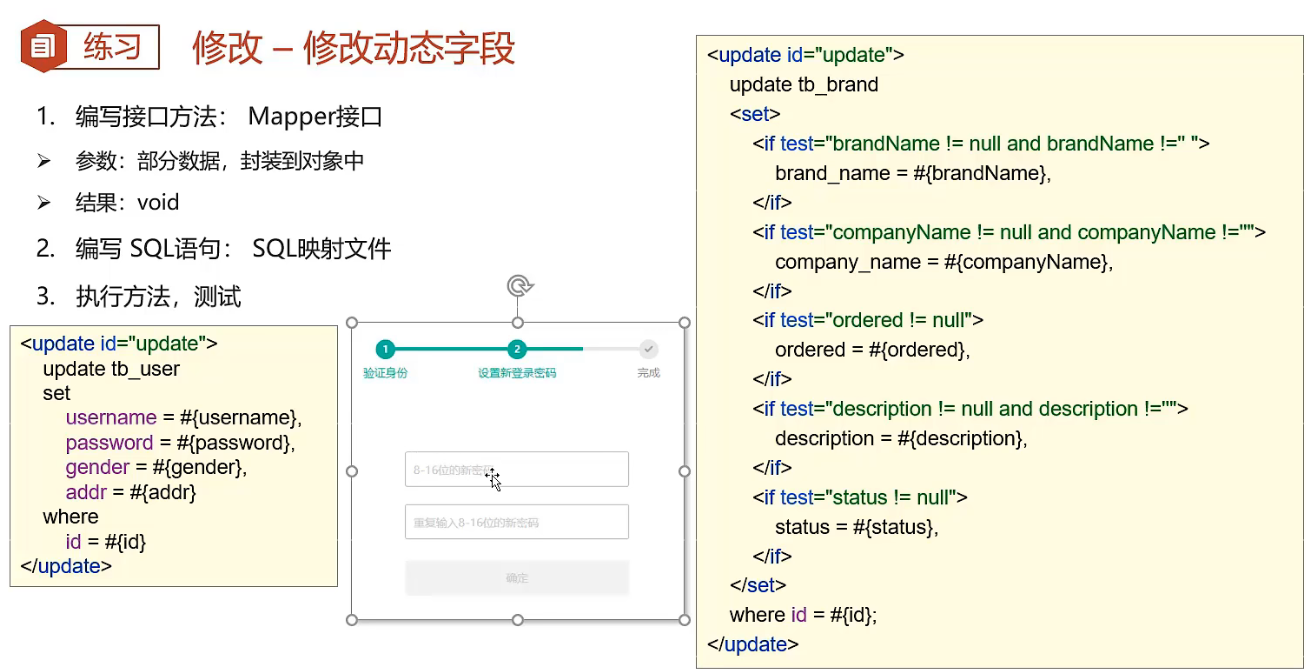 练习
修改 – 修改动态字段
1. 编写接口方法： Mapper接口
➢ 参数：部分数据，封装到对象中
➢ 结果：void
2. 编写 SQL语句： SQL映射文件
3. 执行方法，测试
<update id="update">
update tb_user
set
username = #{username},
password = #{password},
gender = #{gender},
addr = #{addr}
where
id = #{id}
</update>
1
2
验证身份
设置新登录密码
完成
8-16位的新密码
重复输入8-16位的新密码
确定
<update id="update">
update tb_brand
<set>
<if test="brandName != null and brandName !=" ">
brand_name = #{brandName},
</if>
<if test="companyName != null and companyName !="">
company_name = #{companyName},
</if>
<if test="ordered != null">
ordered = #{ordered},
</if>
<if test="description != null and description !="">
description = #{description},
</if>
<if test="status != null">
status = #{status},
</if>
</set>
where id = #{id};
</update>